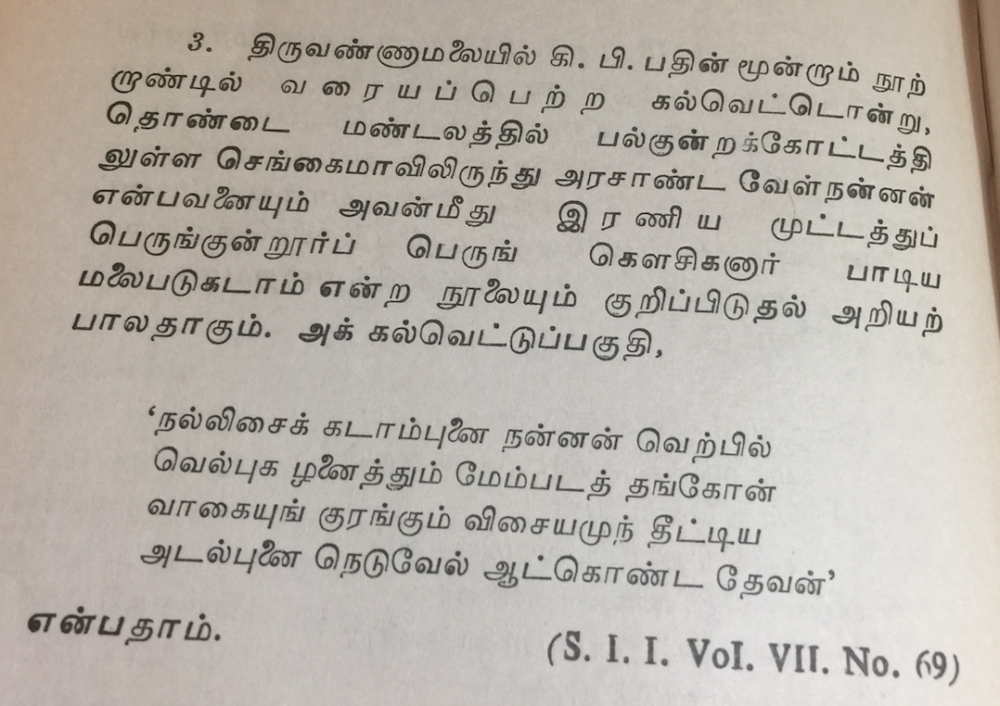 3. திருவண்ணாமலையில் கி. பி. பதின் மூன்றாம் நூற்
றாண்டில் வரையப்பெற்ற கல்வெட்டொன்று,
தொண்டை மண்டலத்தில் பல்குன்றக்கோட்டத்தி
லுள்ள செங்கைமாவிலிருந்து அரசாண்ட வேள்நன்னன்
என்பவனையும் அவன்மீது இரணிய முட்டத்துப்
பெருங்குன்றூர்ப் பெருங் கௌசிகனார் பாடிய
மலைபடுகடாம் என்ற நூலையும் குறிப்பிடுதல் அறியற்
பாலதாகும். அக் கல்வெட்டுப்பகுதி,
‘நல்லிசைக் கடாம்புனை நன்னன் வெற்பில்
வெல்புக ழனைத்தும் மேம்படத் தங்கோன்
வாகையுங் குரங்கும் விசையமுந் தீட்டிய
அடல்புனை நெடுவேல் ஆட்கொண்ட தேவன்’
என்பதாம்.
(S. I. I. Vol. VII. No. 69)